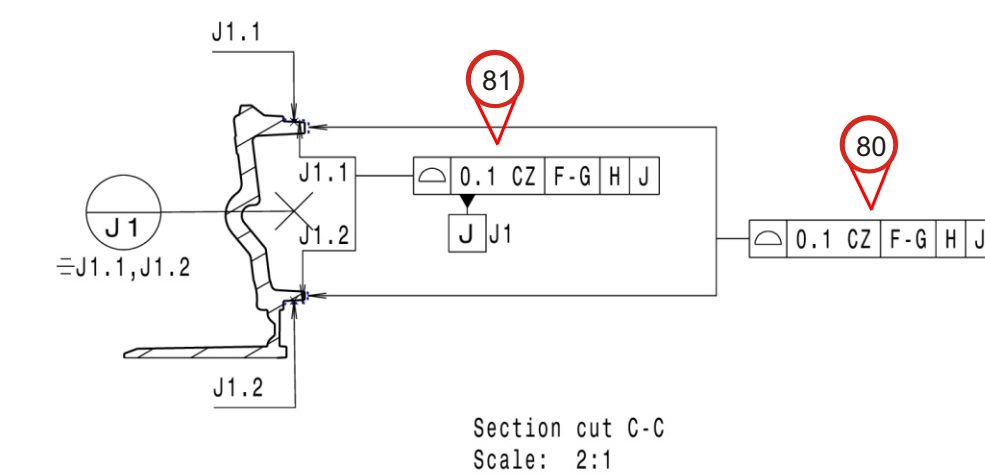 J1.1
81
80
0.1 CZ F-G H J
J1.1
J1
J J1
J1.2
0.1 CZ F-G H J
⌯J1.1,J1.2
J1.2
Section cut C-C
Scale: 2:1